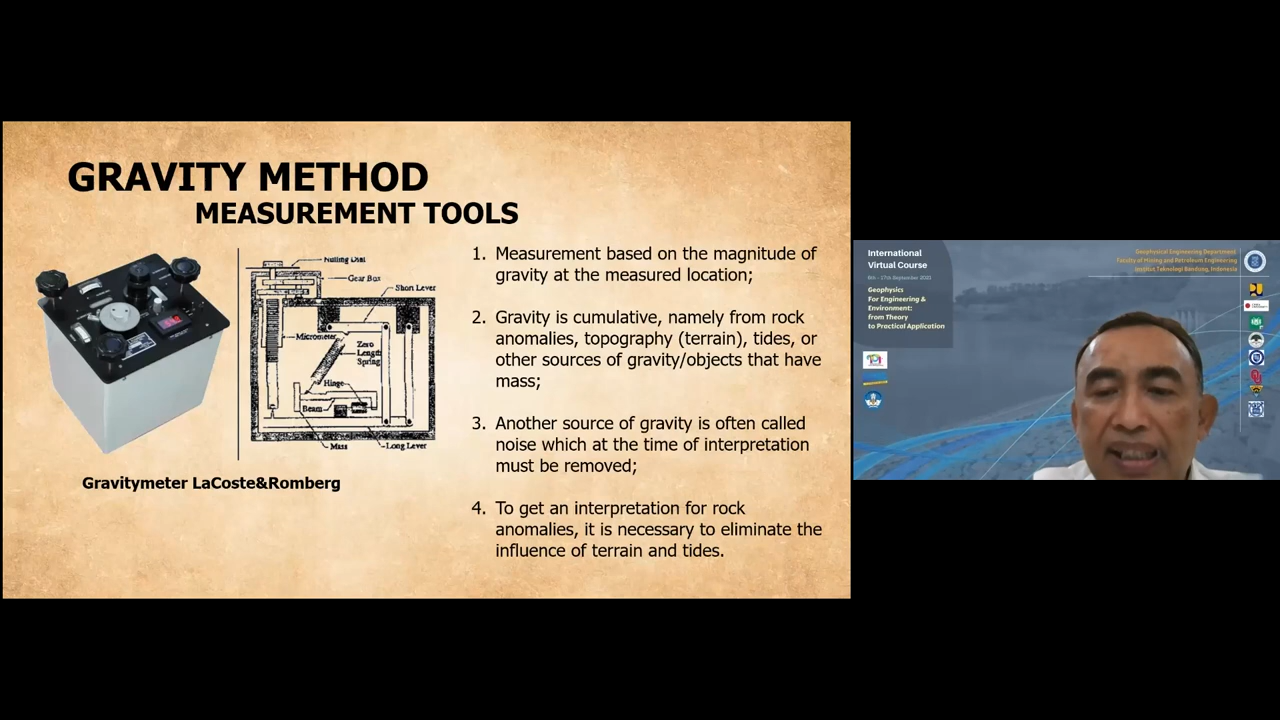 GRAVITY METHOD
MEASUREMENT TOOLS
Nulling Dial
Gear Box
Short Lever
Micrometer
Zero
Length
Spring
Hinge
Beam
Mass
Long Lever
Gravitymeter LaCoste&Romberg
1. Measurement based on the magnitude of
gravity at the measured location;
2. Gravity is cumulative, namely from rock
anomalies, topography (terrain), tides, or
other sources of gravity/objects that have
mass;
3. Another source of gravity is often called
noise which at the time of interpretation
must be removed;
4. To get an interpretation for rock
anomalies, it is necessary to eliminate the
influence of terrain and tides.
International
Virtual Course
6th - 17th September 2021
Geophysics
For Engineering &
Environment:
from Theory
to Practical Application
Geophysical Engineering Department
Faculty of Mining and Petroleum Engineering
Institut Teknologi Bandung, Indonesia